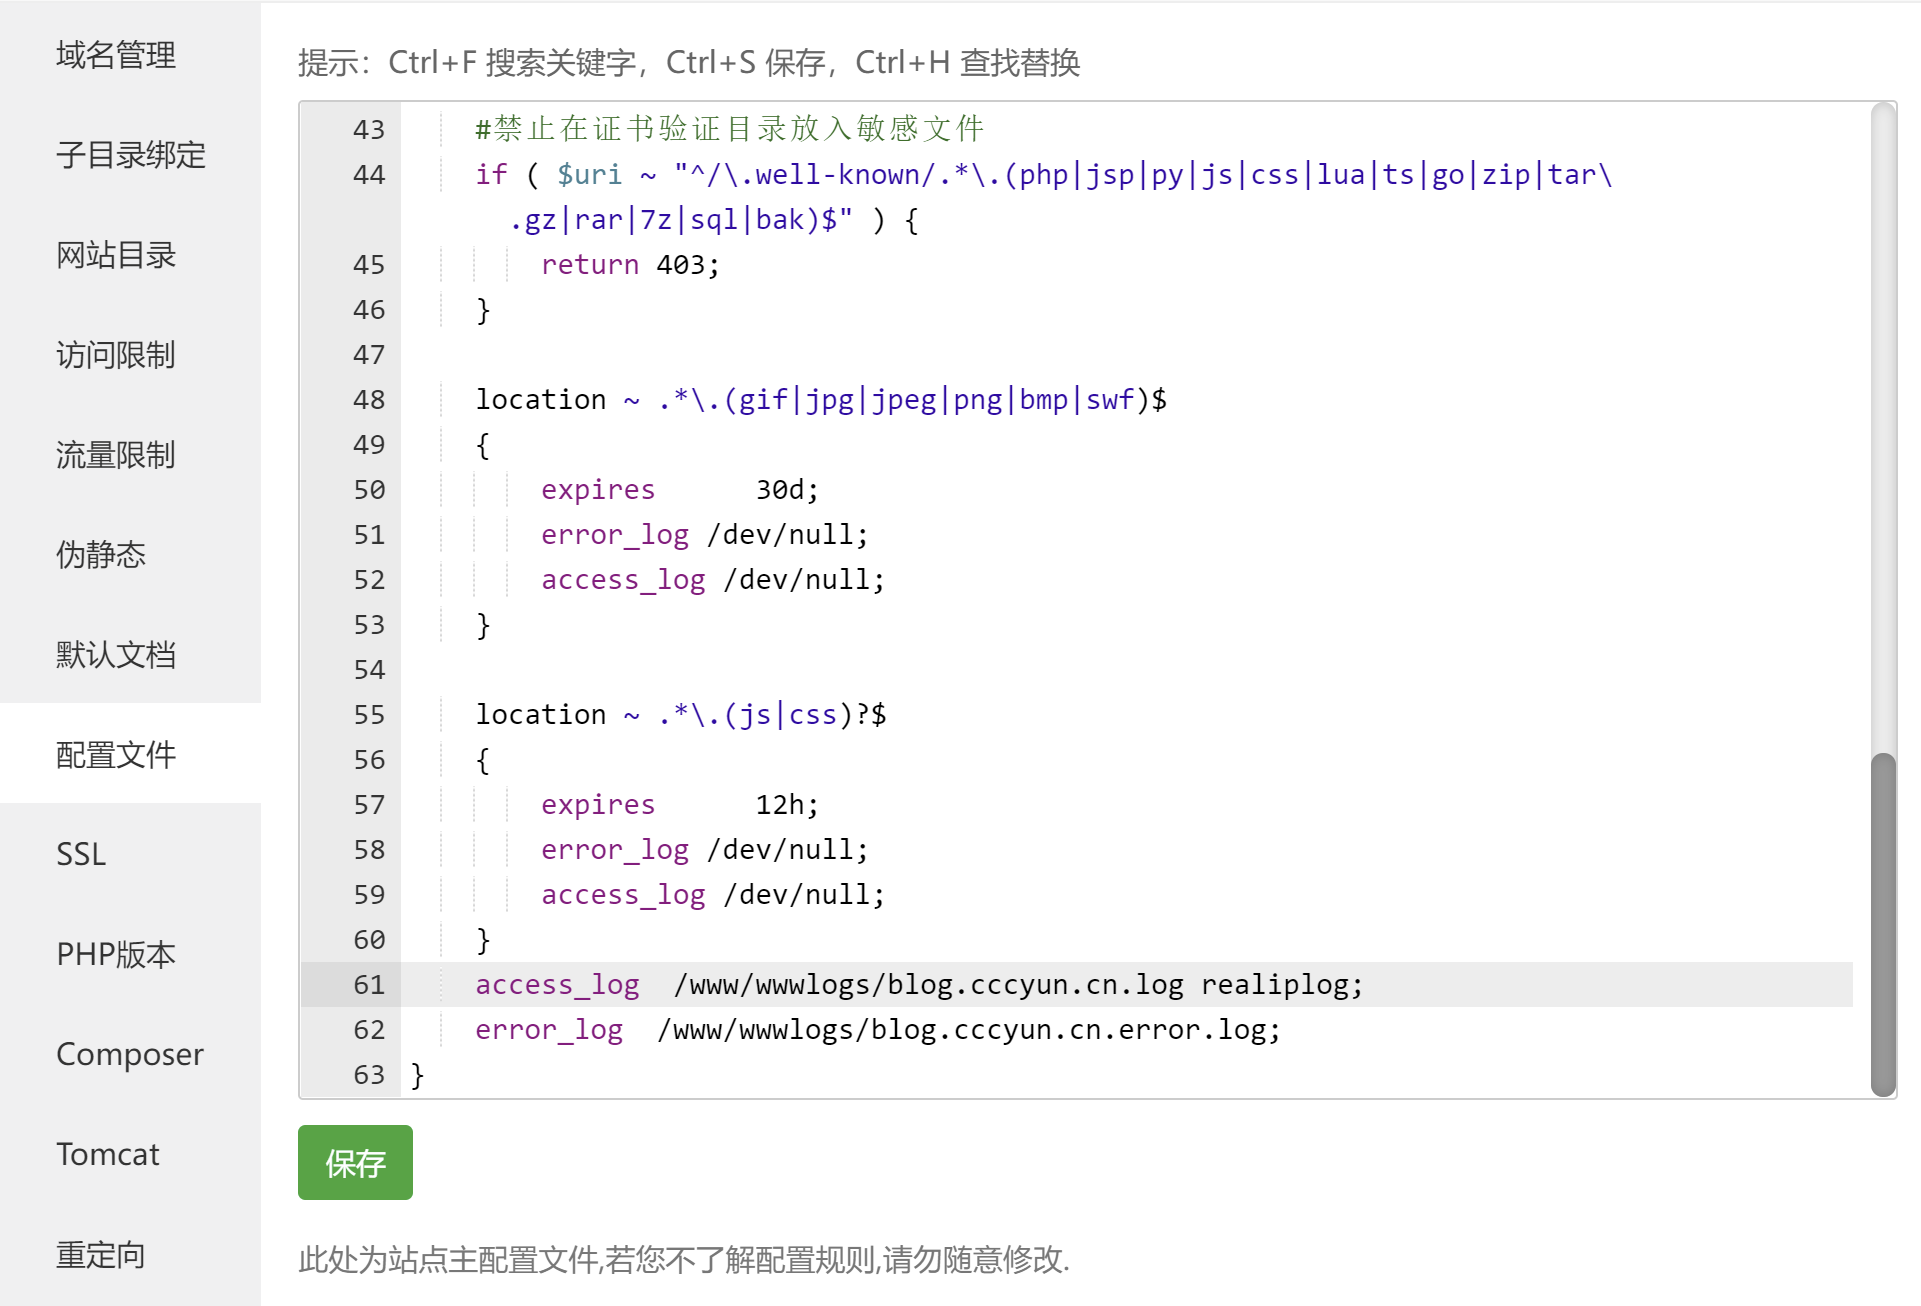 域名管理
子目录绑定
网站目录
访问限制
流量限制
伪静态
默认文档
配置文件
SSL
PHP版本
Composer
Tomcat
重定向
提示：Ctrl+F 搜索关键字，Ctrl+S 保存，Ctrl+H 查找替换
43 #禁止在证书验证目录放入敏感文件
44 if ( $uri ~ "^/\.well-known/.*\.(php|jsp|py|js|css|lua|ts|go|zip|tar\
.gz|rar|7z|sql|bak)$" ) {
45 return 403;
46 }
47
48 location ~ .*\.(gif|jpg|jpeg|png|bmp|swf)$
49 {
50 expires      30d;
51 error_log /dev/null;
52 access_log /dev/null;
53 }
54
55 location ~ .*\.(js|css)?$
56 {
57 expires      12h;
58 error_log /dev/null;
59 access_log /dev/null;
60 }
61 access_log  /www/wwwlogs/blog.cccyun.cn.log realiplog;
62 error_log  /www/wwwlogs/blog.cccyun.cn.error.log;
63 }
保存
此处为站点主配置文件,若您不了解配置规则,请勿随意修改.